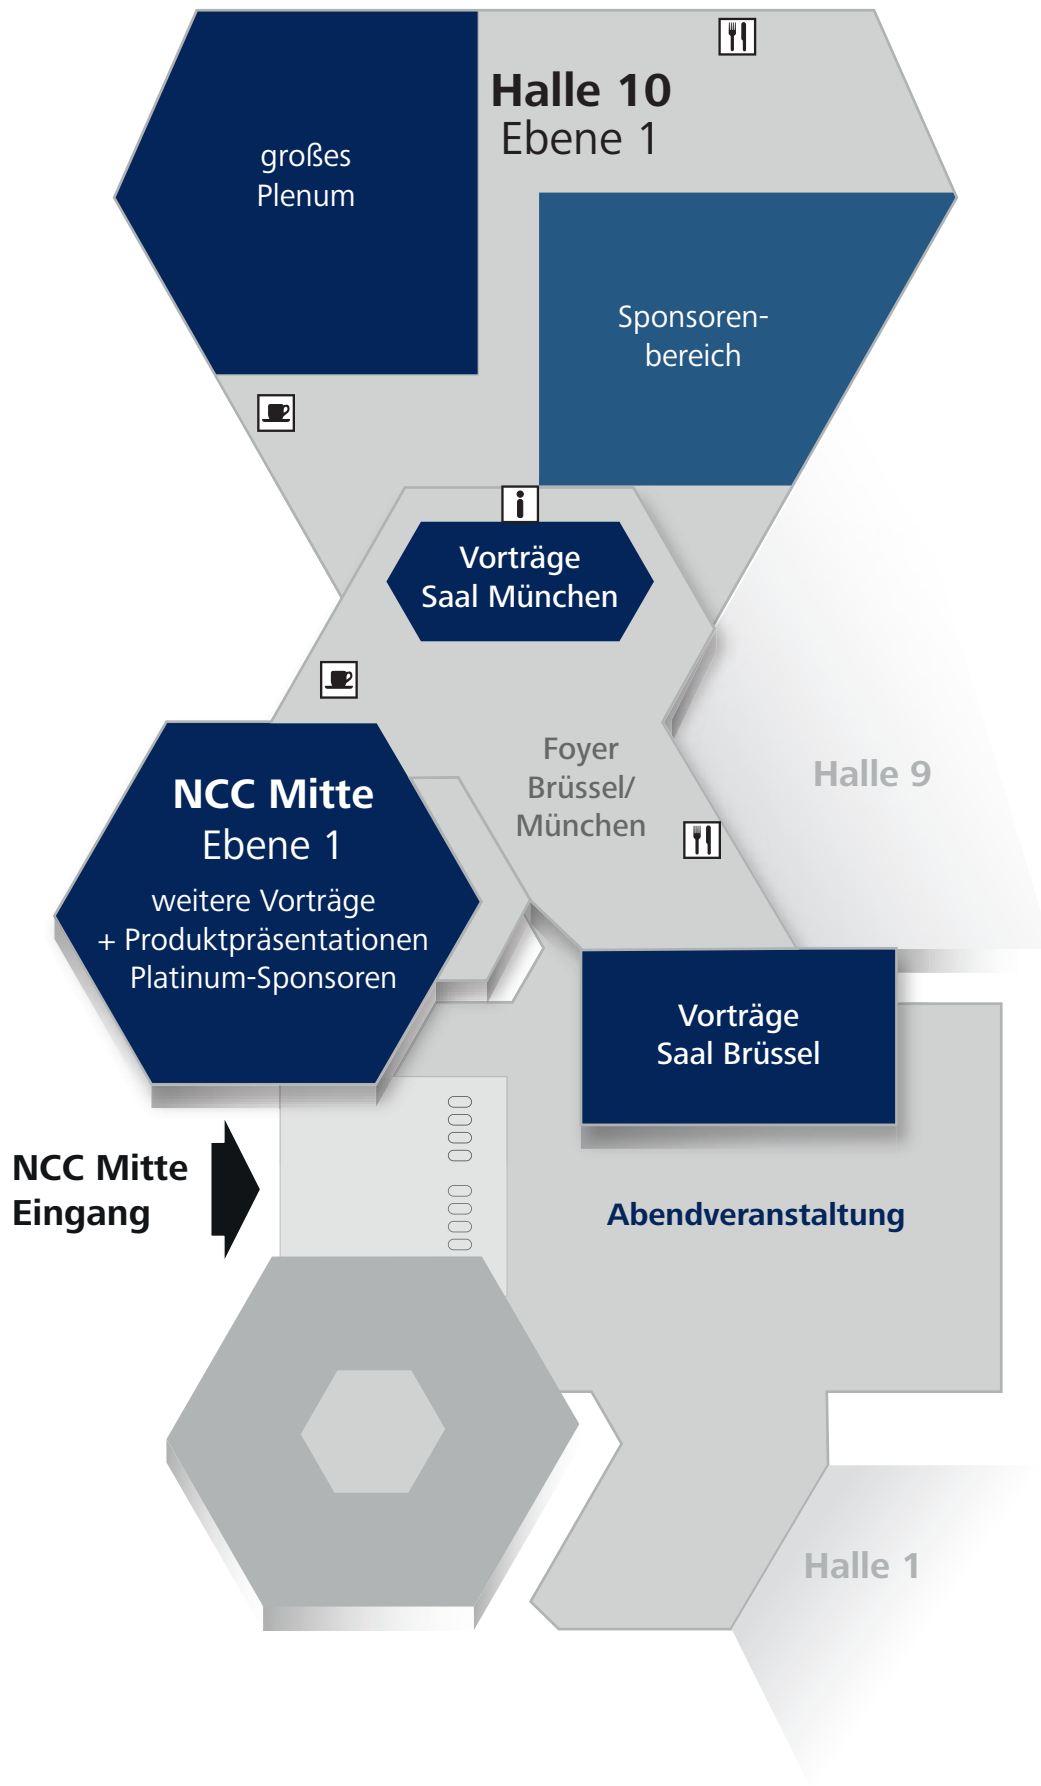 Halle 10
Ebene 1
großes
Plenum
Sponsoren-
bereich
Vorträge
Saal München
Foyer
Brüssel/
München
Halle 9
NCC Mitte
Ebene 1
weitere Vorträge
+ Produktpräsentationen
Platinum-Sponsoren
Vorträge
Saal Brüssel
NCC Mitte
Eingang
Abendveranstaltung
Halle 1